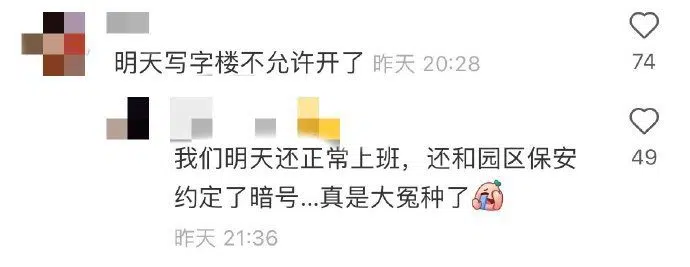 明天写字楼不允许开了 昨天 20:28
74
我们明天还正常上班，还和园区保安
49
约定了暗号...真是大冤种了
昨天 21:36